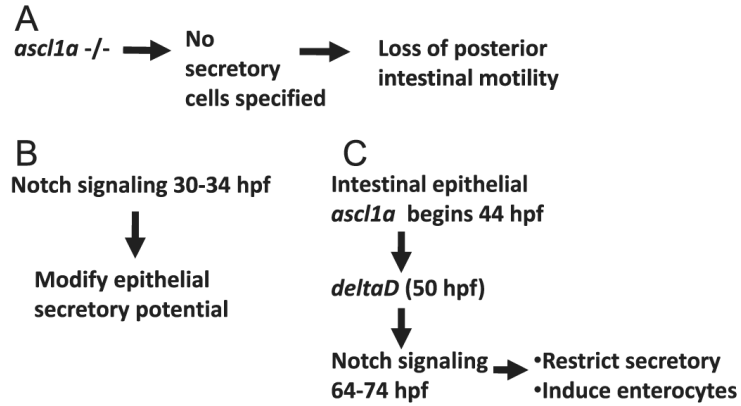 A
ascl1a -/-
No
secretory
cells specified
Loss of posterior
intestinal motility
B
Notch signaling 30-34 hpf
Modify epithelial
secretory potential
C
Intestinal epithelial
ascl1a begins 44 hpf
deltaD (50 hpf)
Notch signaling
64-74 hpf
•Restrict secretory
•Induce enterocytes